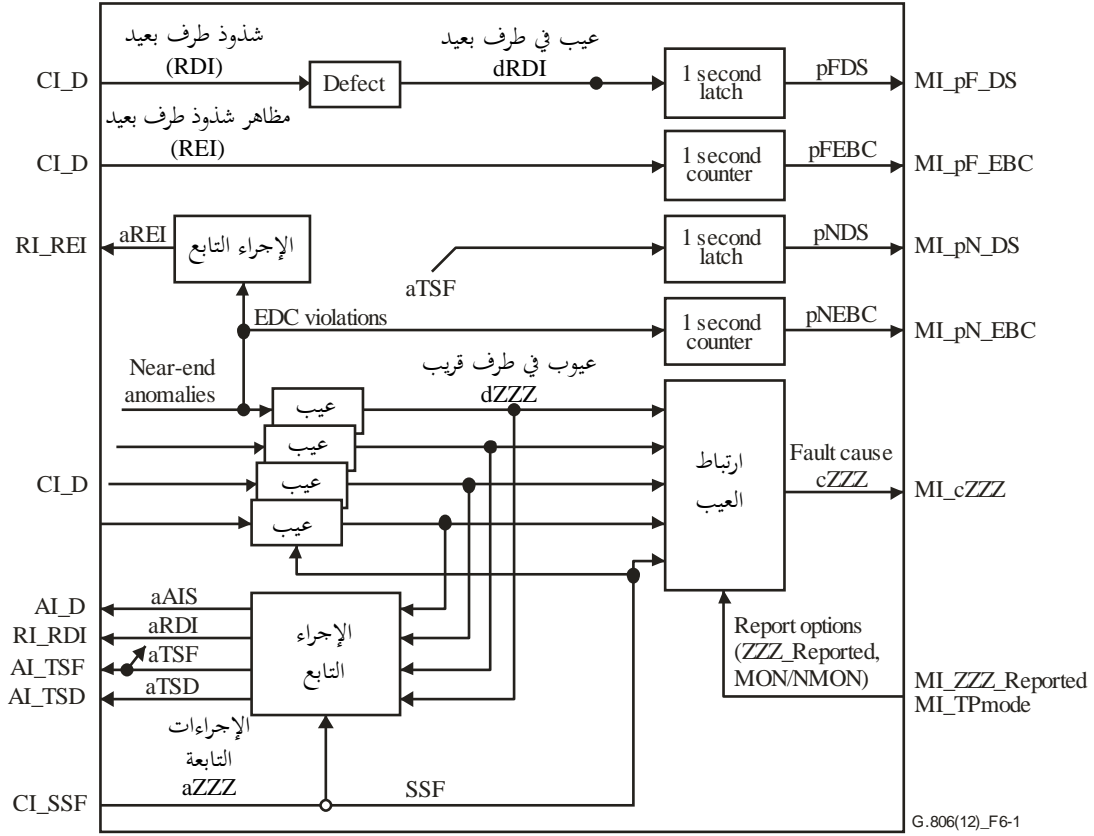 شذوذ طرف بعيد
(RDI)
عيب في طرف بعيد
dRDI
CI_D
Defect
1 second
latch
pFDS
MI_pF_DS
مظاهر شذوذ طرف بعيد
(REI)
CI_D
1 second
counter
pFEBC
MI_pF_EBC
RI_REI
aREI
الإجراء التابع
aTSF
1 second
latch
pNDS
MI_pN_DS
EDC violations
1 second
counter
pNEBC
MI_pN_EBC
Near-end
anomalies
عيوب في طرف قريب
dZZZ
عيب
عيب
عيب
عيب
CI_D
ارتباط
العيب
Fault cause
cZZZ
MI_cZZZ
AI_D
aAIS
RI_RDI
aRDI
AI_TSF
aTSF
AI_TSD
aTSD
الإجراء
التابع
Report options
(ZZZ_Reported,
MON/NMON)
MI_ZZZ_Reported
MI_TPmode
الإجراءات
التابعة
aZZZ
CI_SSF
SSF
G.806(12)_F6-1